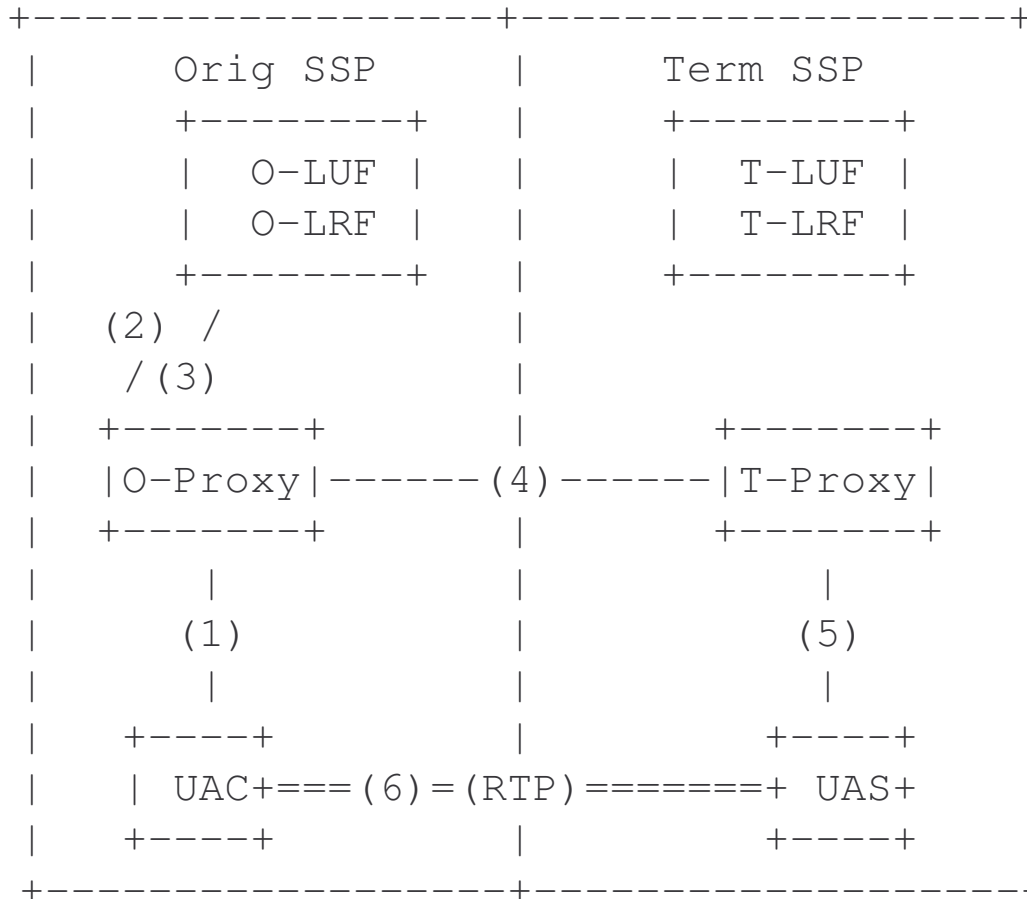 +------------------+-------------------+
|     Orig SSP     |     Term SSP
|     +--------+   |     +--------+
|     |  O-LUF |   |     |  T-LUF |
|     |  O-LRF |   |     |  T-LRF |
|     +--------+   |     +--------+
|  (2) /           |
|   /(3)           |
|  +-------+       |       +-------+
|  |O-Proxy|------(4)------|T-Proxy|
|  +-------+       |       +-------+
|      |           |           |
|     (1)          |          (5)
|      |           |           |
|   +----+         |         +----+
|   | UAC+===(6)=(RTP)=======+ UAS+
|   +----+         |         +----+
+------------------+-------------------